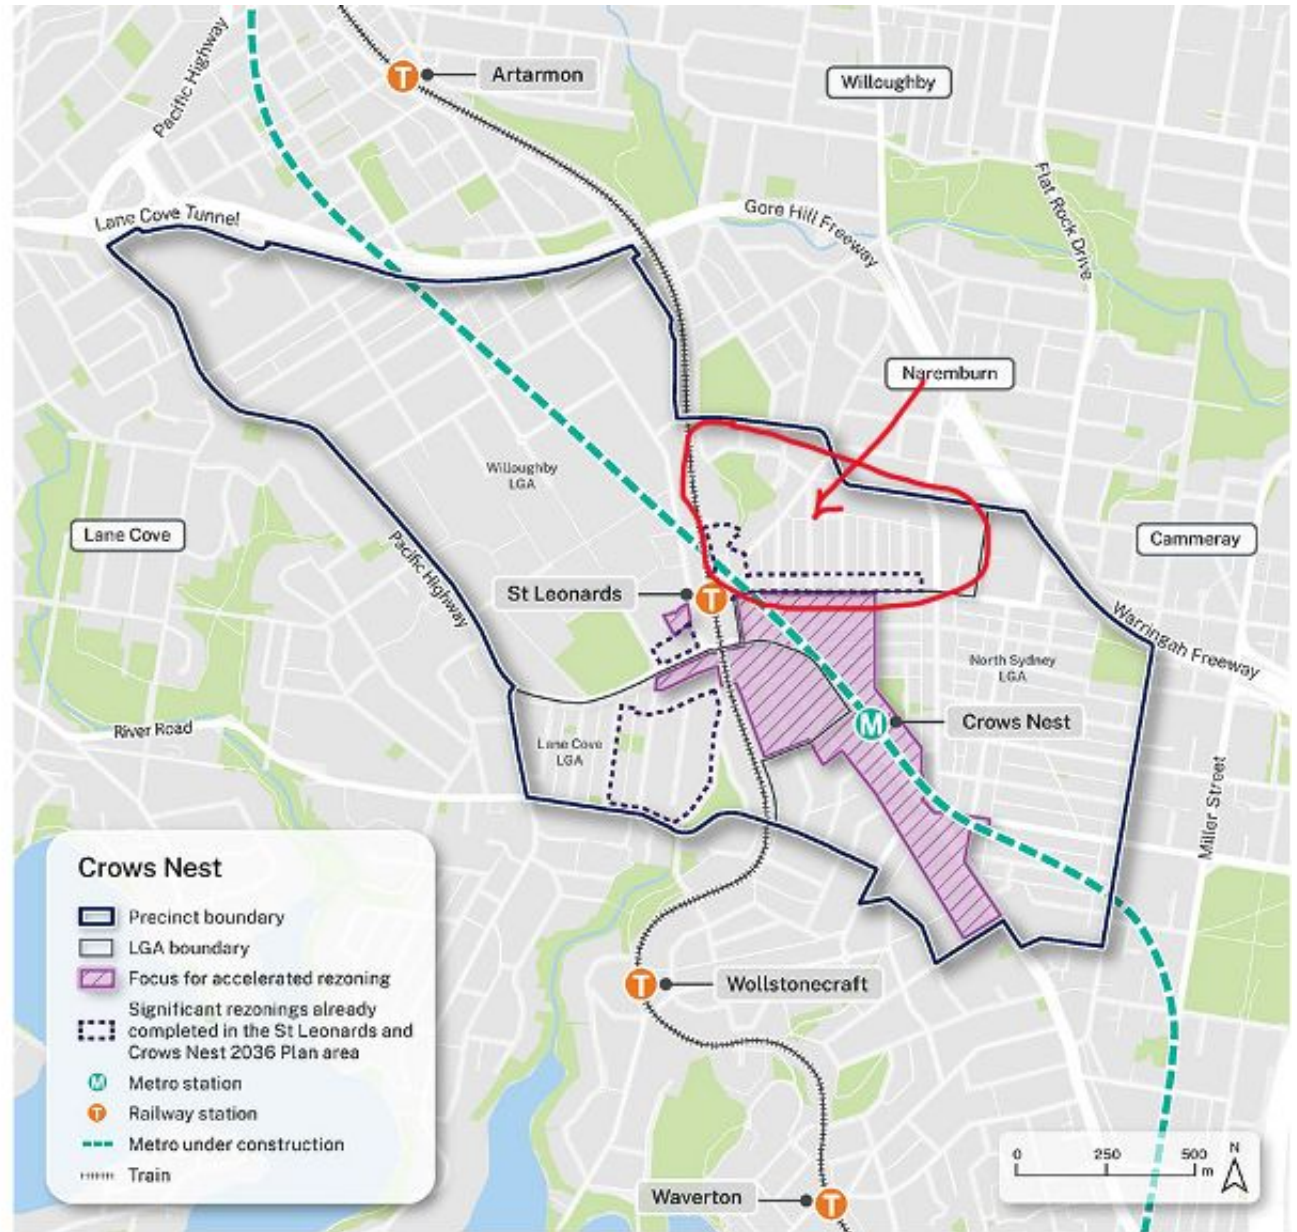 Pacific Highway
Artarmon
Willoughby
Lane Cove Tunnel
Gore Hill Freeway
Flat Rock Drive
Naremburn
Willoughby
LGA
Lane Cove
Pacific Highway
Cammeray
St Leonards
Warringah Freeway
North Sydney
LGA
Crows Nest
River Road
Lane Cove
LGA
Miller Street
Crows Nest
Precinct boundary
LGA boundary
Focus for accelerated rezoning
Significant rezonings already
completed in the St Leonards and
Crows Nest 2036 Plan area
M Metro station
T Railway station
Metro under construction
Train
T
T
M
T
T
Wollstonecraft
Waverton
0 250 500 m
N